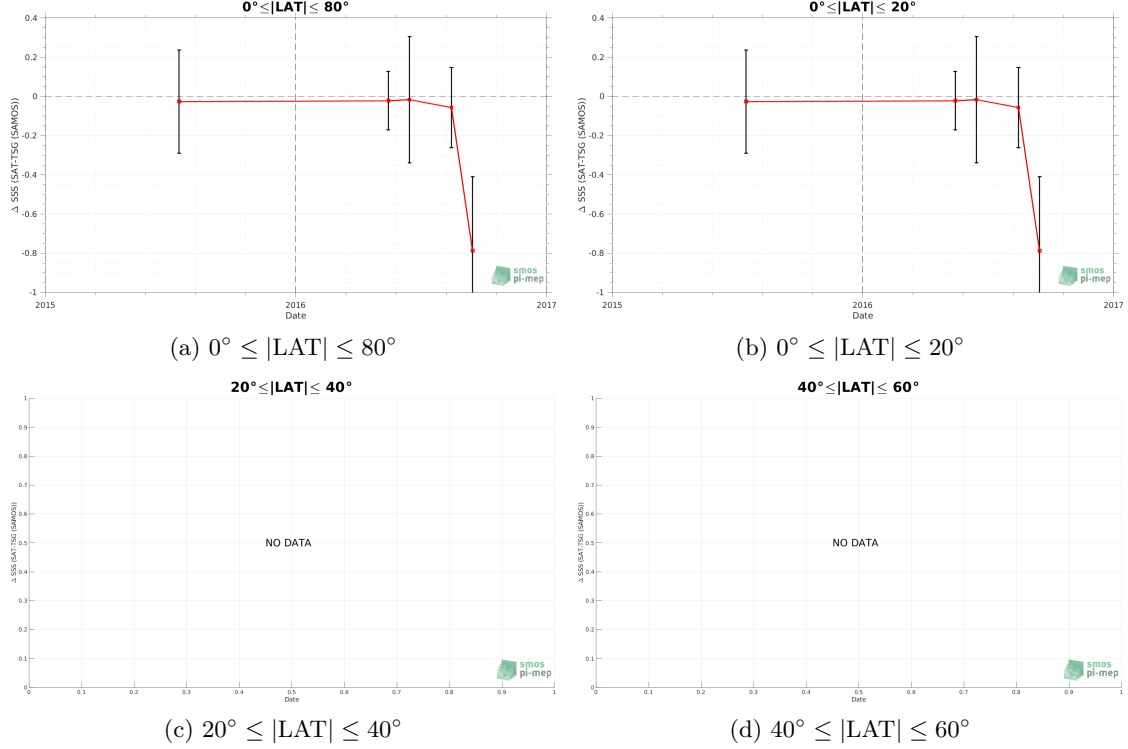 0°≤|LAT|≤ 80°
0.4
0.2
0
-0.2
-0.4
-0.6
-0.8
-1
Δ SSS (SAT-TSG (SAMOS))
2015
2016
2017
Date
smos
pi-mep
(a) 0° ≤ |LAT| ≤ 80°
0°≤|LAT|≤ 20°
0.4
0.2
0
-0.2
-0.4
-0.6
-0.8
-1
Δ SSS (SAT-TSG (SAMOS))
2015
2016
2017
Date
smos
pi-mep
(b) 0° ≤ |LAT| ≤ 20°
20°≤|LAT|≤ 40°
1
0.9
0.8
0.7
0.6
0.5
0.4
0.3
0.2
0.1
0
Δ SSS (SAT-TSG (SAMOS))
NO DATA
0 0.1 0.2 0.3 0.4 0.5 0.6 0.7 0.8 0.9 1
Date
smos
pi-mep
(c) 20° ≤ |LAT| ≤ 40°
40°≤|LAT|≤ 60°
1
0.9
0.8
0.7
0.6
0.5
0.4
0.3
0.2
0.1
0
Δ SSS (SAT-TSG (SAMOS))
NO DATA
0 0.1 0.2 0.3 0.4 0.5 0.6 0.7 0.8 0.9 1
Date
smos
pi-mep
(d) 40° ≤ |LAT| ≤ 60°